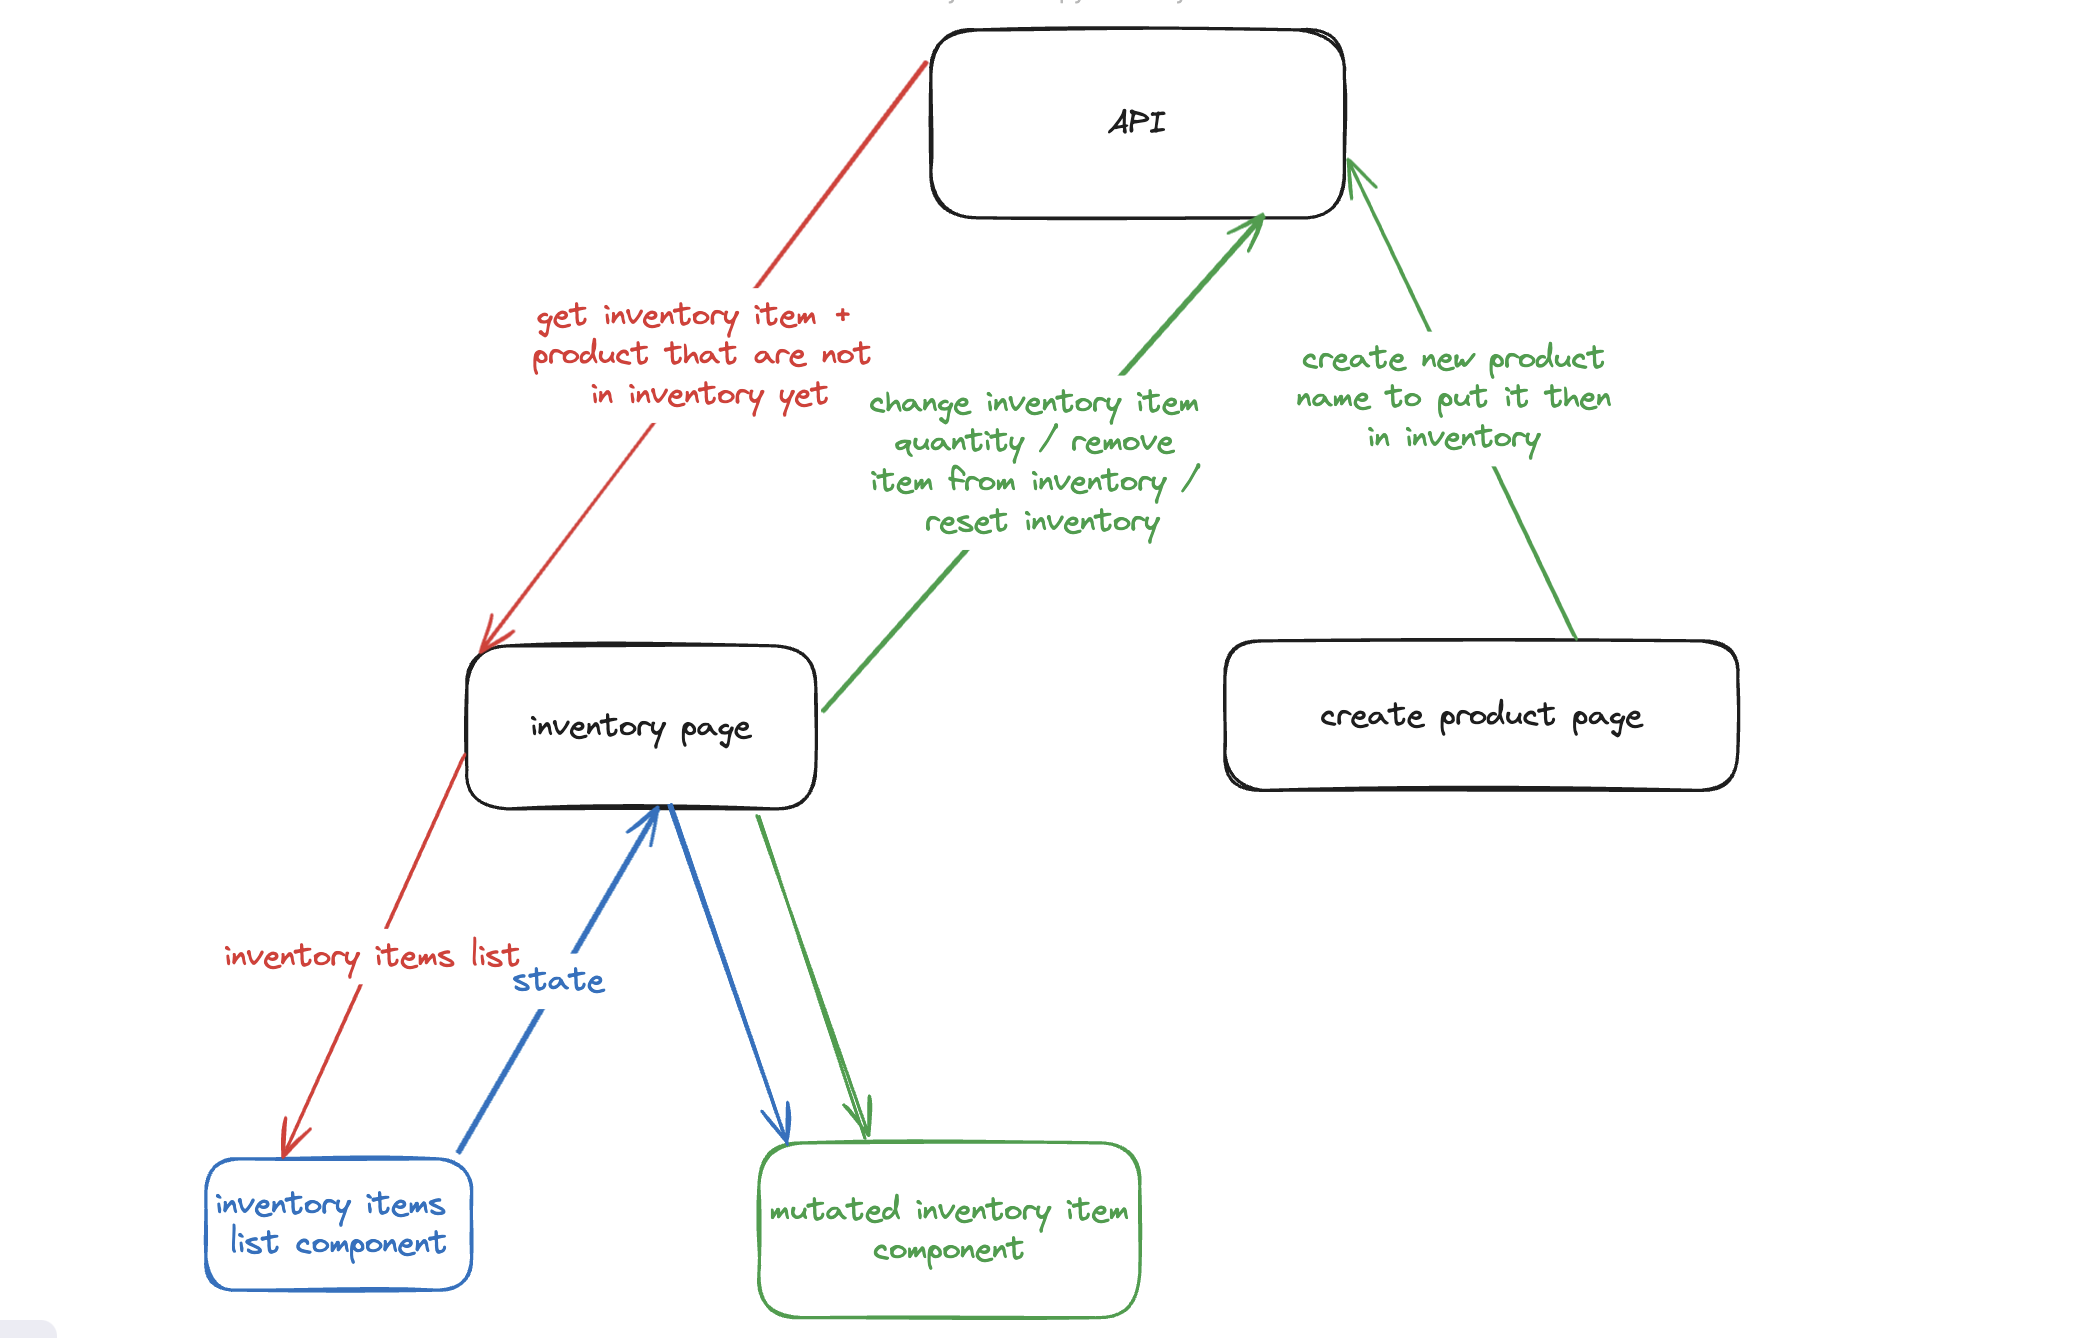 API
get inventory item +
product that are not
in inventory yet
change inventory item
quantity / remove
item from inventory /
reset inventory
create new product
name to put it then
in inventory
inventory page
create product page
inventory items list
state
inventory items
list component
mutated inventory item
component